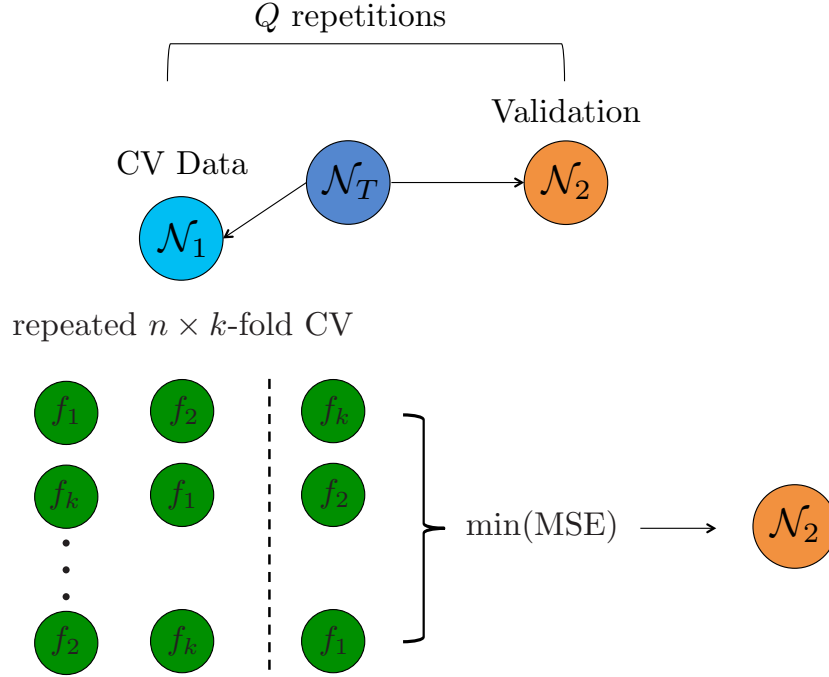 Q repetitions
Validation
CV Data
𝒩_T
𝒩_2
𝒩_1
repeated n × k-fold CV
f_1 f_2 f_k
f_k f_1 f_2
f_2 f_k f_1
min(MSE)
𝒩_2